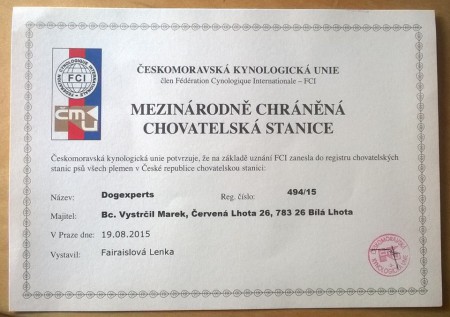 FCI
ČMKU
ČESKOMORAVSKÁ KYNOLOGICKÁ UNIE
člen Fédération Cynologique Internationale – FCI
MEZINÁRODNĚ CHRÁNĚNÁ
CHOVATELSKÁ STANICE
Českomoravská kynologická unie potvrzuje, že na základě uznání FCI zanesla do registru chovatelských
stanic psů všech plemen v České republice chovatelskou stanici:
Název: Dogexperts Reg. číslo: 494/15
Majitel: Bc. Vystrčil Marek, Červená Lhota 26, 783 26 Bílá Lhota
V Praze dne: 19.08.2015
Vystavil: Fairaislová Lenka